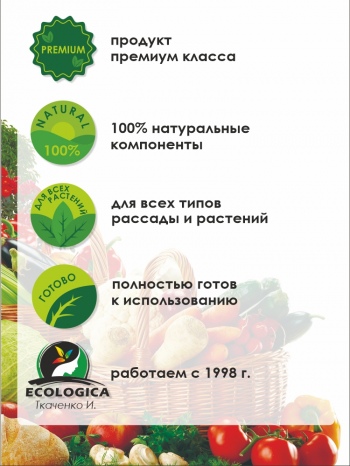 PREMIUM
продукт
премиум класса
NATURAL
100%
100% натуральные
компоненты
ДЛЯ ВСЕХ
РАСТЕНИЙ
для всех типов
рассады и растений
ГОТОВО
полностью готов
к использованию
ECOLOGICA
Ткаченко И.
работаем с 1998 г.